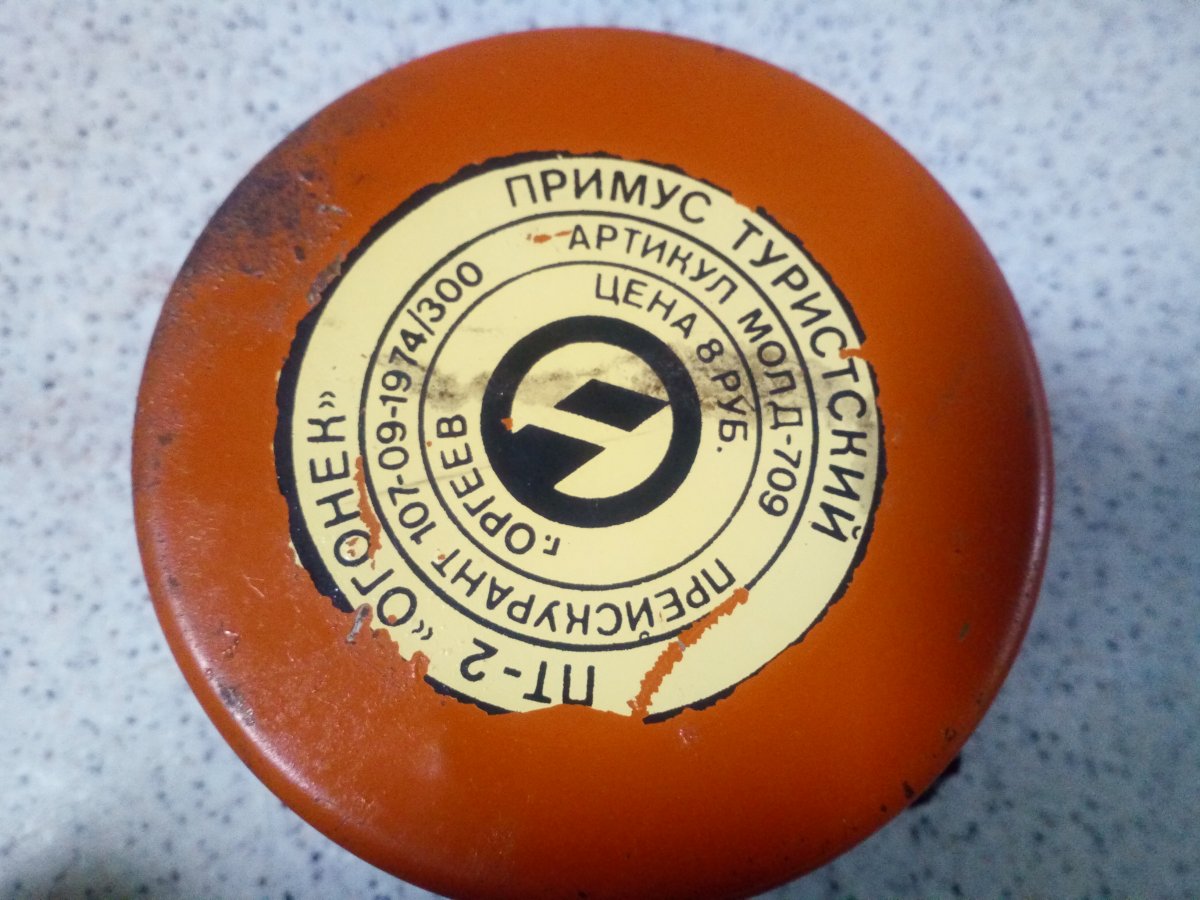 ПРИМУС ТУРИСТСКИЙ
ПТ-2 „ОГОНЕК”
АРТИКУЛ МОЛД-709
ПРЕЙСКУРАНТ 107-09-1974/300
ЦЕНА 8 РУБ.
г.ОРГЕЕВ